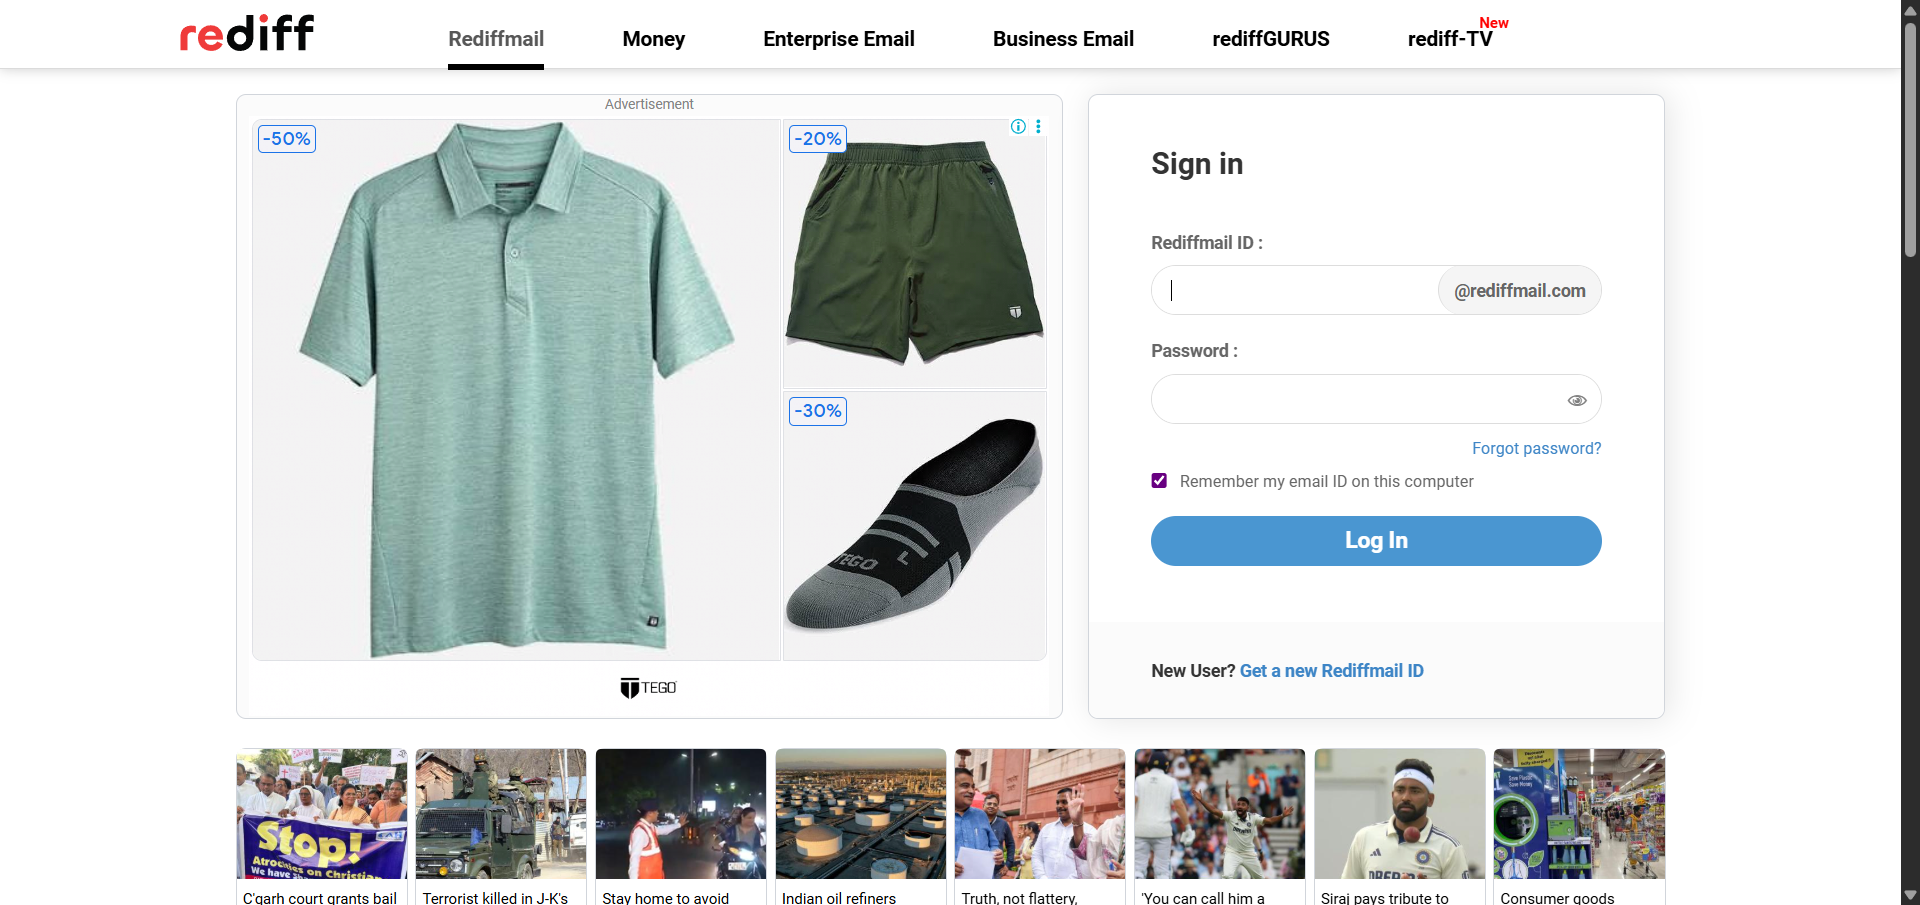 rediff
Rediffmail
Money
Enterprise Email
Business Email
rediffGURUS
rediff-TV
New
Advertisement
-50%
-20%
-30%
TEGO
TEGO
Sign in
Rediffmail ID :
@rediffmail.com
Password :
Forgot password?
Remember my email ID on this computer
Log In
New User? Get a new Rediffmail ID
Stop!
Atrocities on Christian
We have
C'garh court grants bail
Terrorist killed in J-K's
Stay home to avoid
Indian oil refiners
Truth, not flattery,
'You can call him a
Siraj pays tribute to
Consumer goods